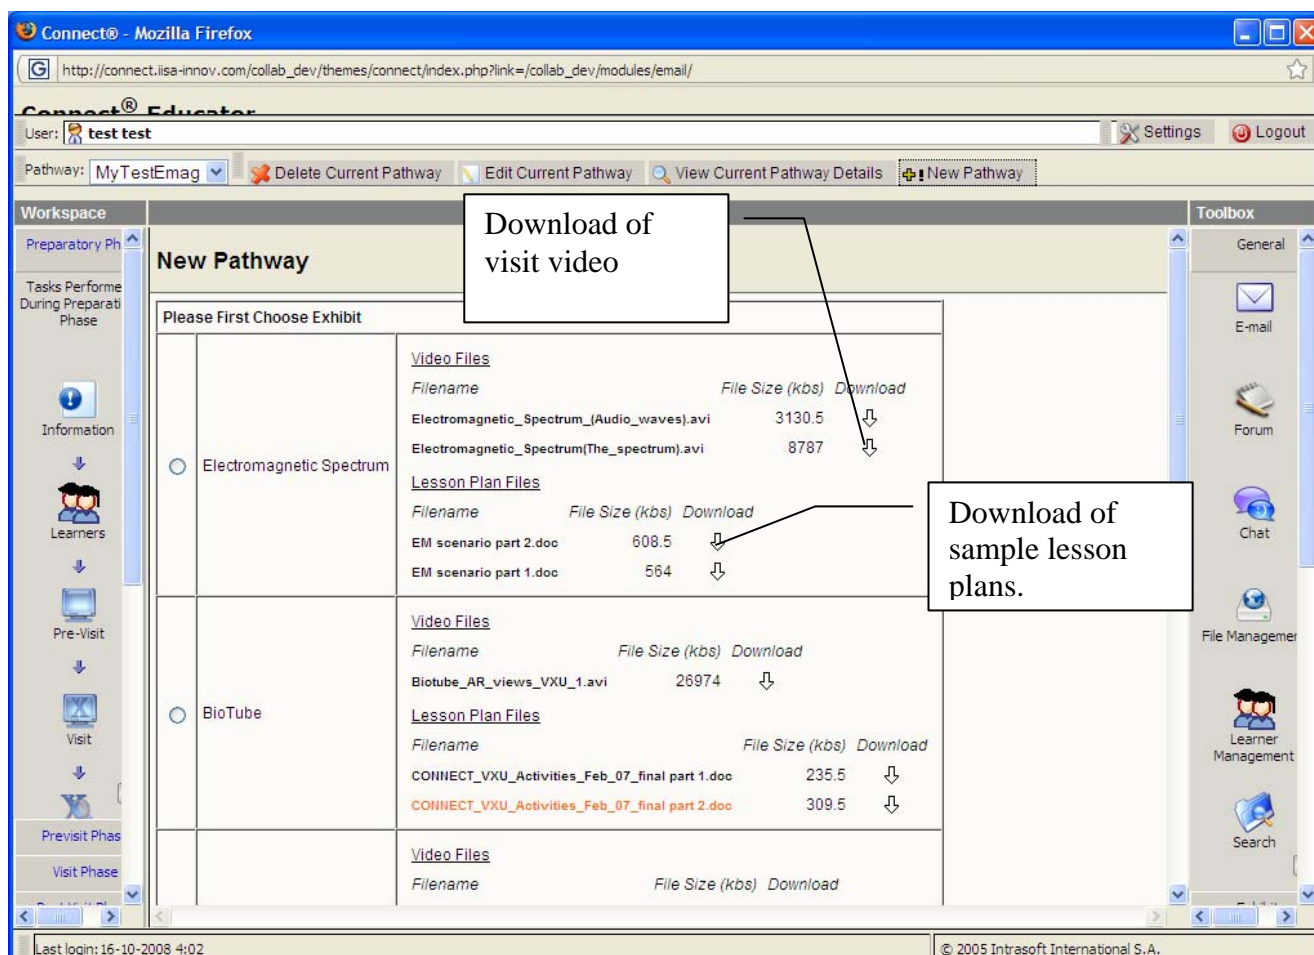 Connect® - Mozilla Firefox
http://connect.iisa-innov.com/collab_dev/themes/connect/index.php?link=/collab_dev/modules/email/
Connect® Educator
User: test test
Settings
Logout
Pathway: MyTestEmag
Delete Current Pathway
Edit Current Pathway
View Current Pathway Details
New Pathway
Workspace
Toolbox
Preparatory Ph
Tasks Performe
During Preparati
Phase
Information
Learners
Pre-Visit
Visit
Previsit Phas
Visit Phase
New Pathway
Download of
visit video
Please First Choose Exhibit
Electromagnetic Spectrum
Video Files
Filename File Size (kbs) Download
Electromagnetic_Spectrum_(Audio_waves).avi 3130.5
Electromagnetic_Spectrum(The_spectrum).avi 8787
Lesson Plan Files
Filename File Size (kbs) Download
EM scenario part 2.doc 608.5
EM scenario part 1.doc 564
Download of
sample lesson
plans.
BioTube
Video Files
Filename File Size (kbs) Download
Biotube_AR_views_VXU_1.avi 26974
Lesson Plan Files
Filename File Size (kbs) Download
CONNECT_VXU_Activities_Feb_07_final part 1.doc 235.5
CONNECT_VXU_Activities_Feb_07_final part 2.doc 309.5
Video Files
Filename File Size (kbs) Download
General
E-mail
Forum
Chat
File Managemer
Learner
Management
Search
Last login: 16-10-2008 4:02
© 2005 Intrasoft International S.A.